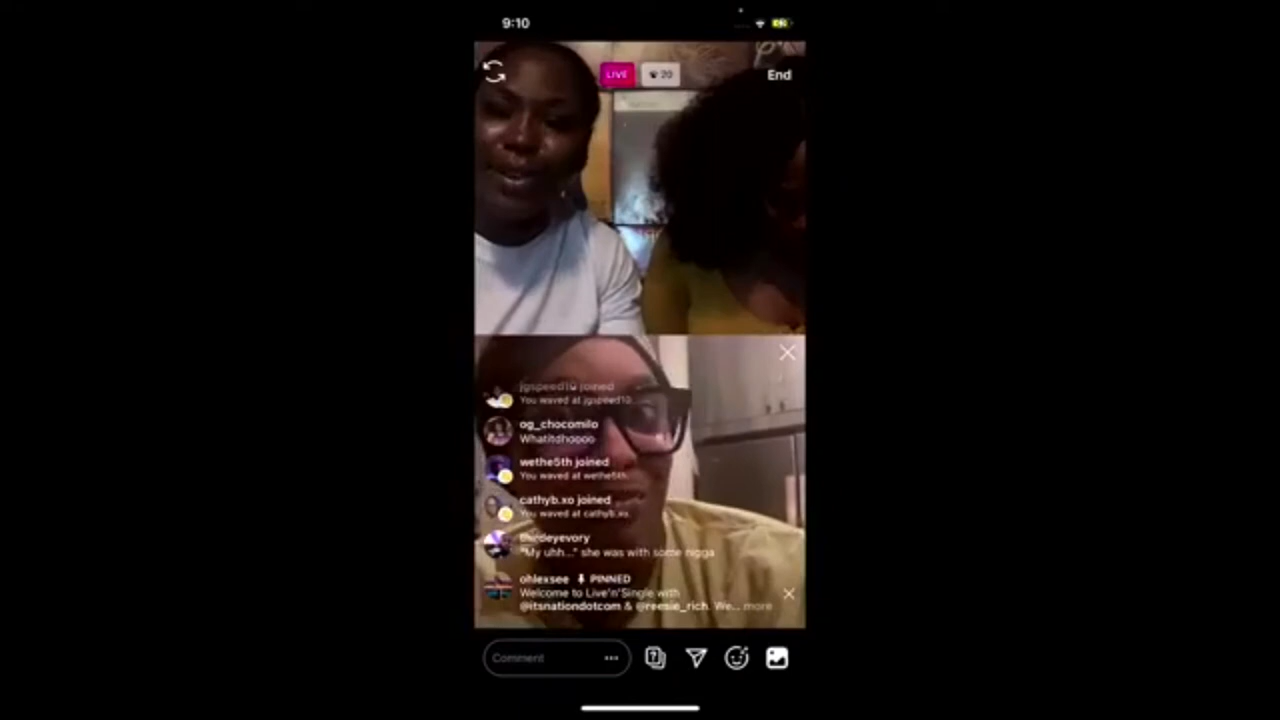 9:10
LIVE
20
End
jgspeed10 joined
You waved at jgspeed10.
og_chocomilo
Whatitdhoooo
wethe5th joined
You waved at wethe5th.
cathyb.xo joined
You waved at cathyb.xo.
thirdeyevory
"My uhh..." she was with some nigga
ohlexsee PINNED
Welcome to Live'n'Single with
@itsnationdotcom & @reesie_rich. We... more
Comment